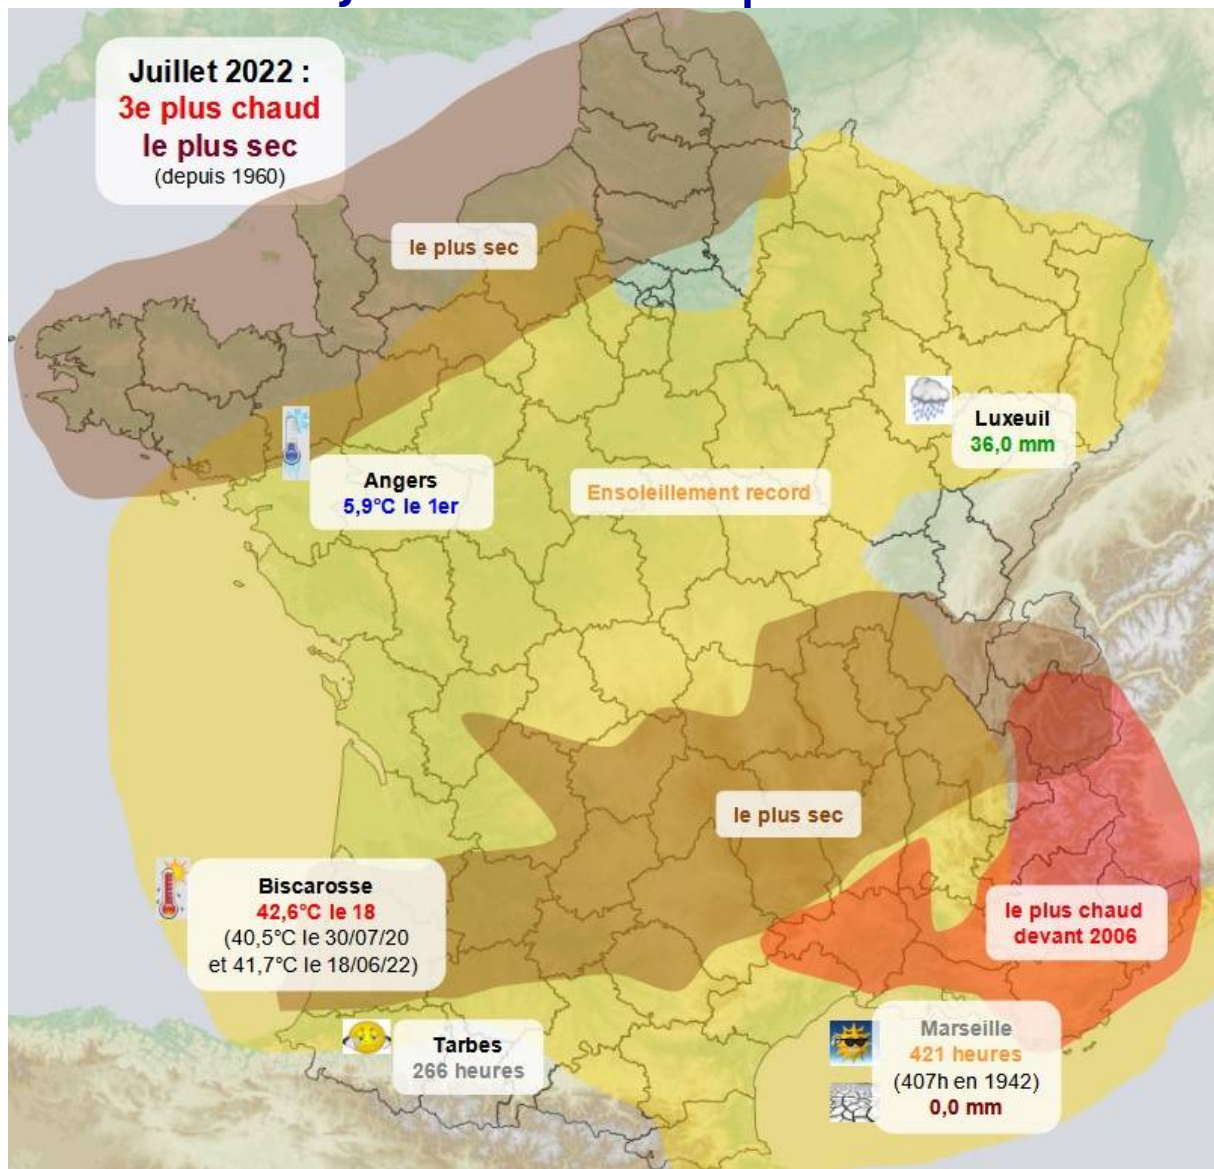 Juillet 2022 :
3e plus chaud
le plus sec
(depuis 1960)
le plus sec
Luxeuil
36,0 mm
Angers
5,9°C le 1er
Ensoleillement record
le plus sec
Biscarosse
42,6°C le 18
(40,5°C le 30/07/20
et 41,7°C le 18/06/22)
le plus chaud
devant 2006
Tarbes
266 heures
Marseille
421 heures
(407h en 1942)
0,0 mm